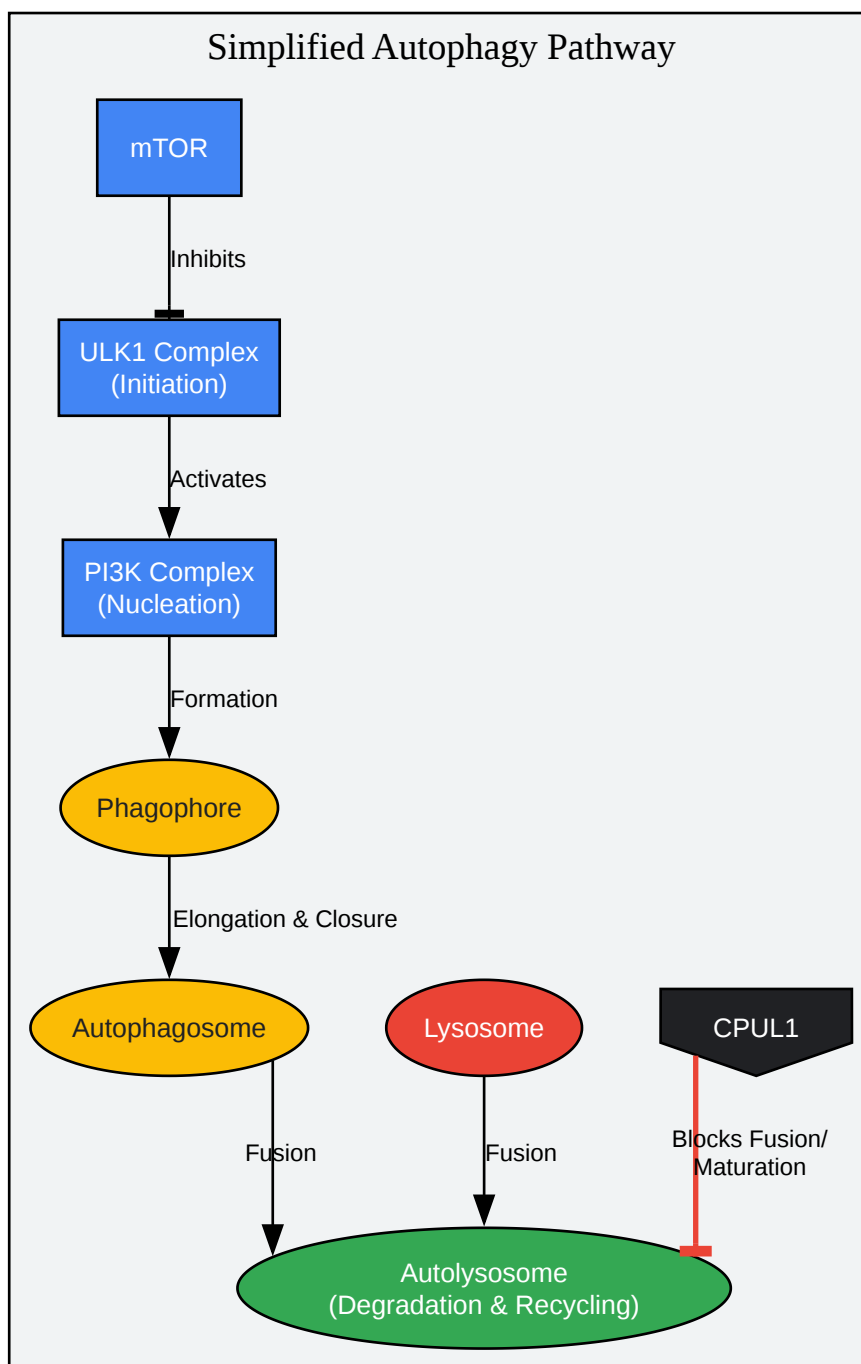 Simplified Autophagy Pathway
mTOR
Inhibits
ULK1 Complex
(Initiation)
Activates
PI3K Complex
(Nucleation)
Formation
Phagophore
Elongation & Closure
Autophagosome
Lysosome
CPUL1
Fusion
Fusion
Blocks Fusion/
Maturation
Autolysosome
(Degradation & Recycling)